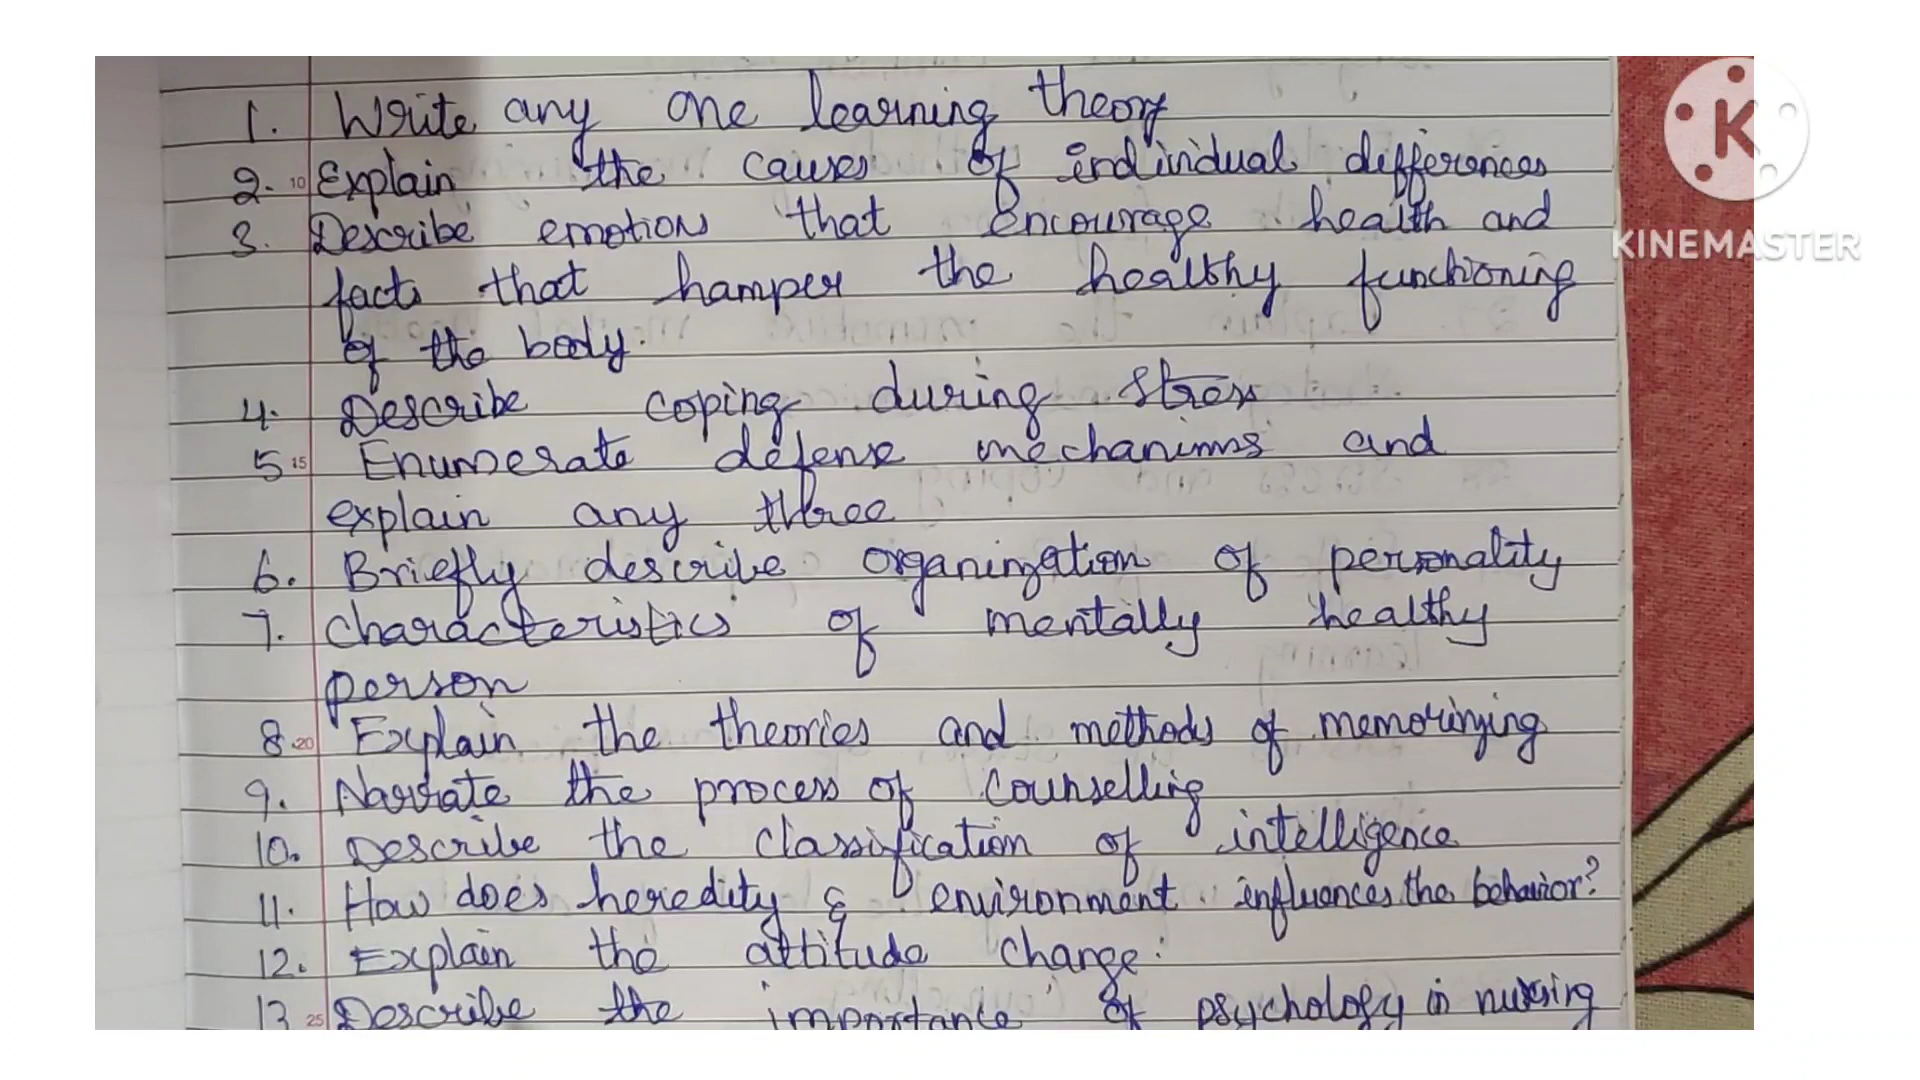 1. Write any one learning theory
2. 10 Explain the causes of individual differences
3. Describe emotion that encourage health and
facts that hamper the healthy functioning
of the body.
4. Describe coping during stress
5 15 Enumerate defense mechanims and
explain any three
6. Briefly describe organization of personality
7. characteristics of mentally healthy
person
8. 20 Explain the theories and methods of memorizing
9. Narrate the process of counselling
10. Describe the classification of intelligence
11. How does heredity & environment influences the behavior?
12. Explain the attitude change.
13 25 Describe the importance of psychology in nursing
K
KINEMASTER